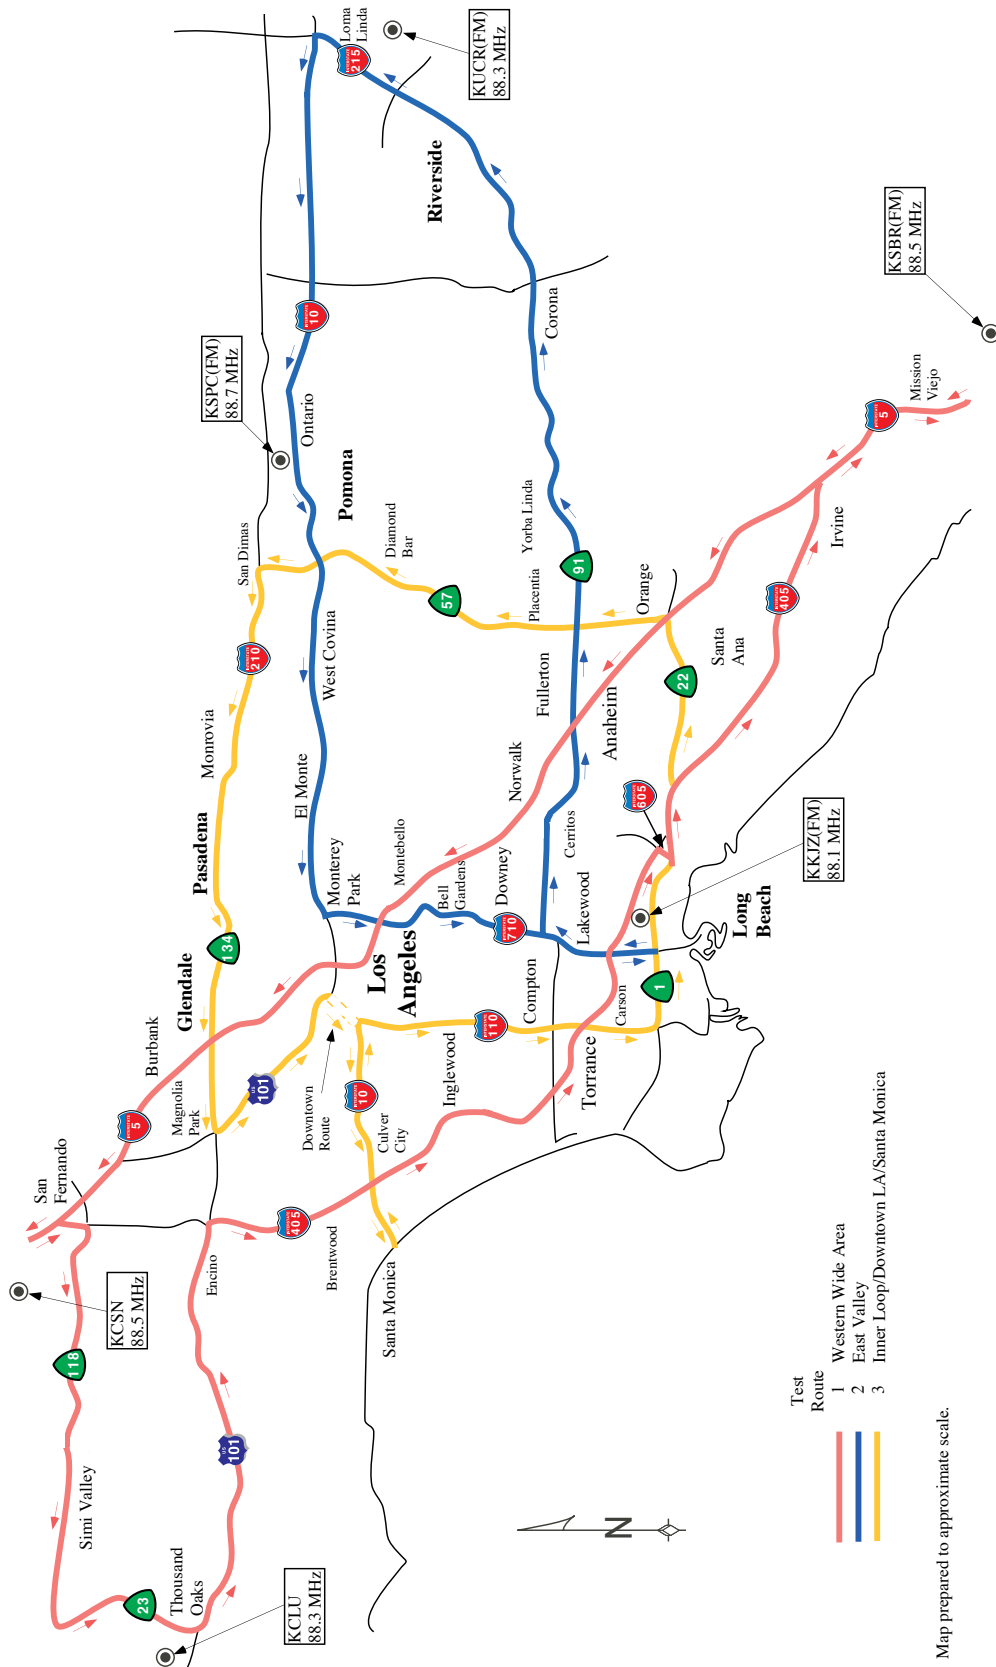 KCLU
88.3 MHz
Thousand
Oaks
23
Simi Valley
118
KCSN
88.5 MHz
101
Encino
San
Fernando
5
Burbank
Magnolia
Park
US
101
Glendale
134
Pasadena
Monrovia
210
San Dimas
KSPC(FM)
88.7 MHz
Ontario
10
215
Loma
Linda
KUCR(FM)
88.3 MHz
Riverside
Corona
Pomona
Diamond
Bar
57
West Covina
El Monte
Monterey
Park
Montebello
Los
Angeles
Downtown
Route
10
Culver
City
405
Brentwood
Santa Monica
Inglewood
110
Compton
Bell
Gardens
Downey
710
Norwalk
Lakewood
Cerritos
Fullerton
Placentia
Yorba Linda
91
Anaheim
Orange
22
605
Santa
Ana
405
Irvine
5
Mission
Viejo
KSBR(FM)
88.5 MHz
KKJZ(FM)
88.1 MHz
Long
Beach
Carson
1
Torrance
N
Test
Route
1 Western Wide Area
2 East Valley
3 Inner Loop/Downtown LA/Santa Monica
Map prepared to approximate scale.